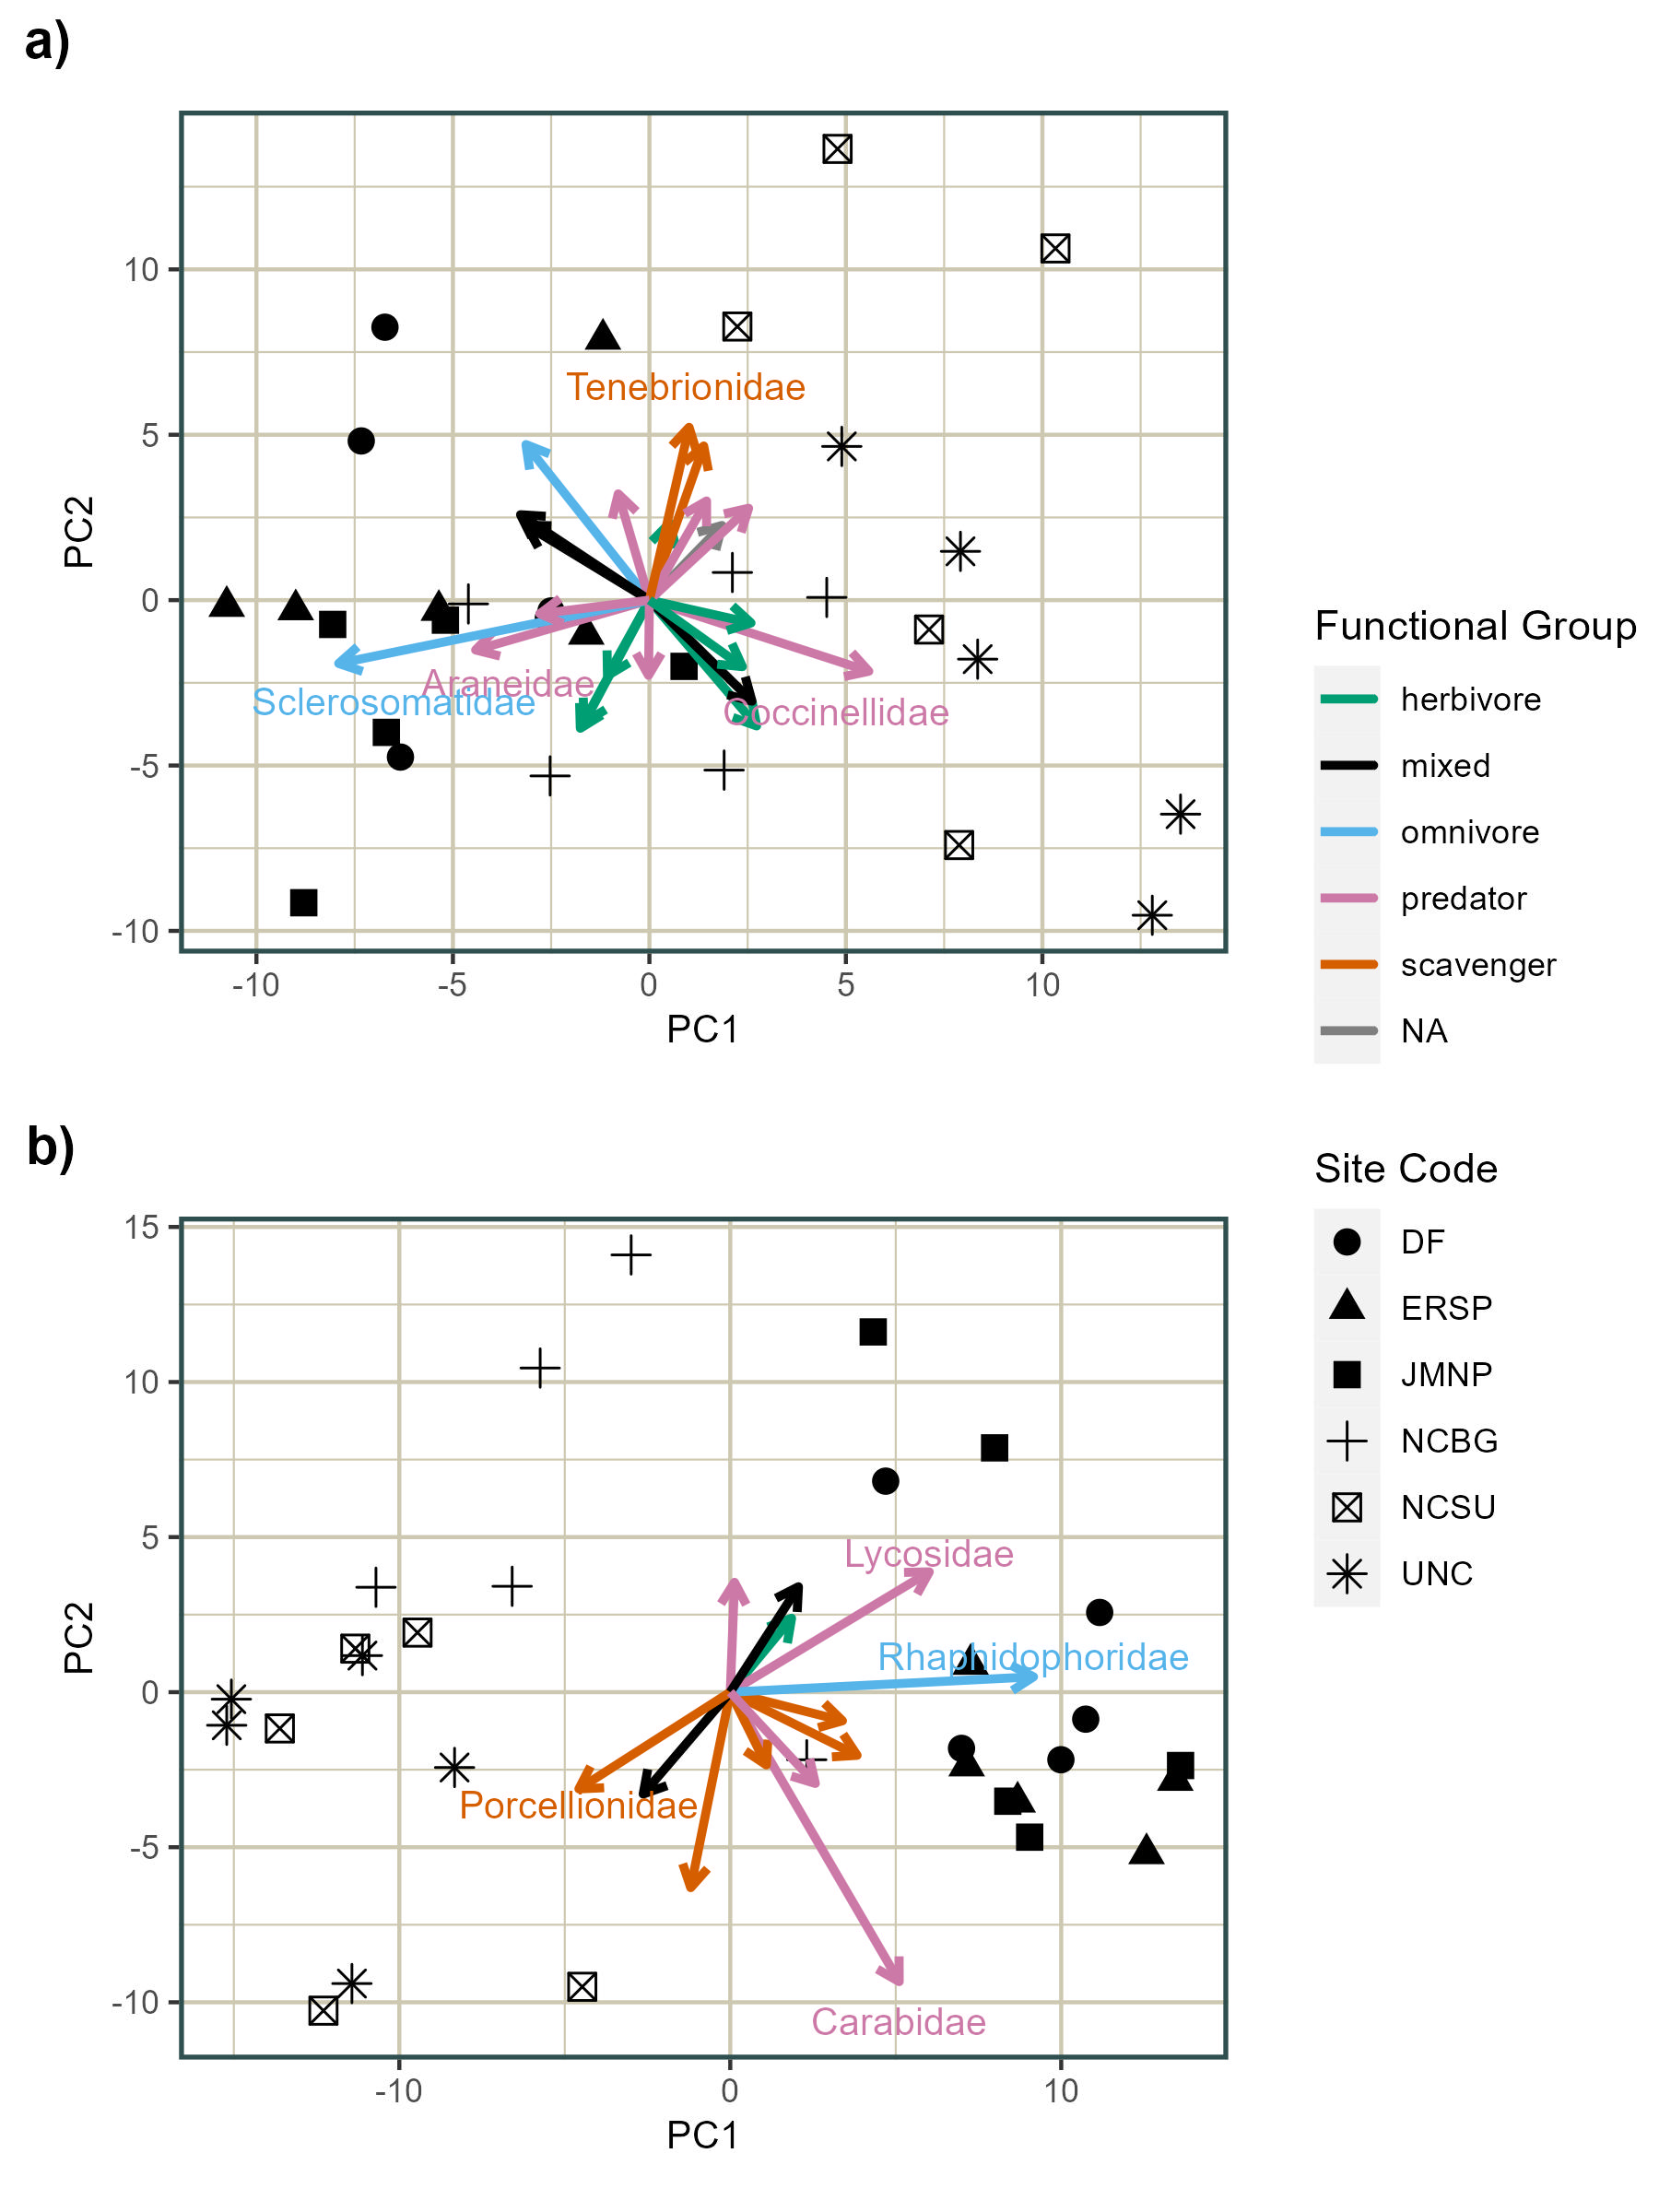 a)
10
5
0
-5
-10
PC2
Tenebrionidae
Araneidae
Sclerosomatidae
Coccinellidae
-10 -5 0 5 10
PC1
Functional Group
herbivore
mixed
omnivore
predator
scavenger
NA
b)
15
10
5
0
-5
-10
PC2
Lycosidae
Rhaphidophoridae
Porcellionidae
Carabidae
-10 0 10
PC1
Site Code
DF
ERSP
JMNP
NCBG
NCSU
UNC